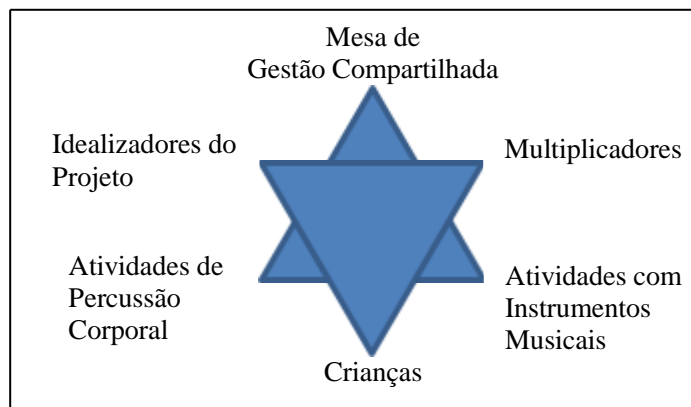 Mesa de
Gestão Compartilhada
Idealizadores do
Projeto
Multiplicadores
Atividades de
Percussão
Corporal
Atividades com
Instrumentos
Musicais
Crianças